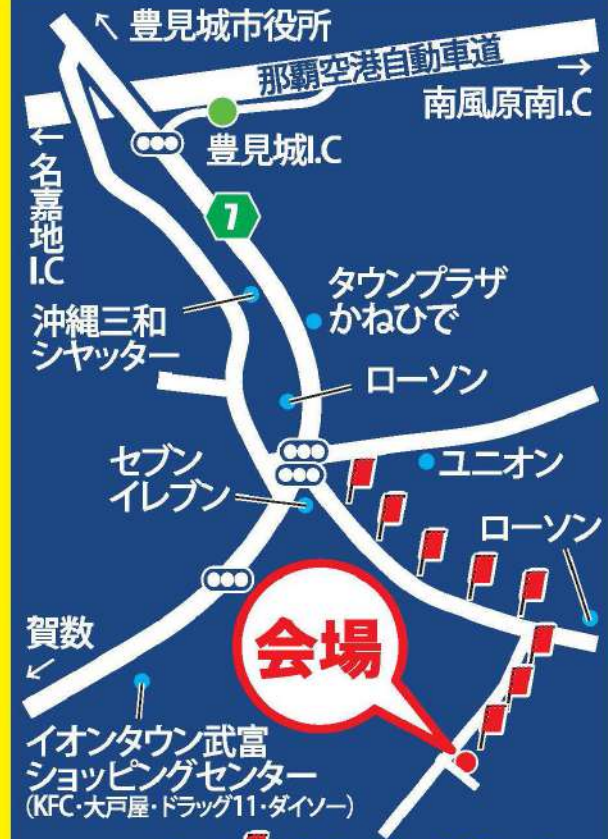 ↖ 豊見城市役所
那覇空港自動車道
→
南風原南I.C
←
名嘉地I.C
豊見城I.C
7
沖縄三和
シヤッター
タウンプラザ
かねひで
ローソン
セブン
イレブン
ユニオン
ローソン
会場
賀数
↙
イオンタウン武富
ショッピングセンター
(KFC・大戸屋・ドラッグ11・ダイソー)